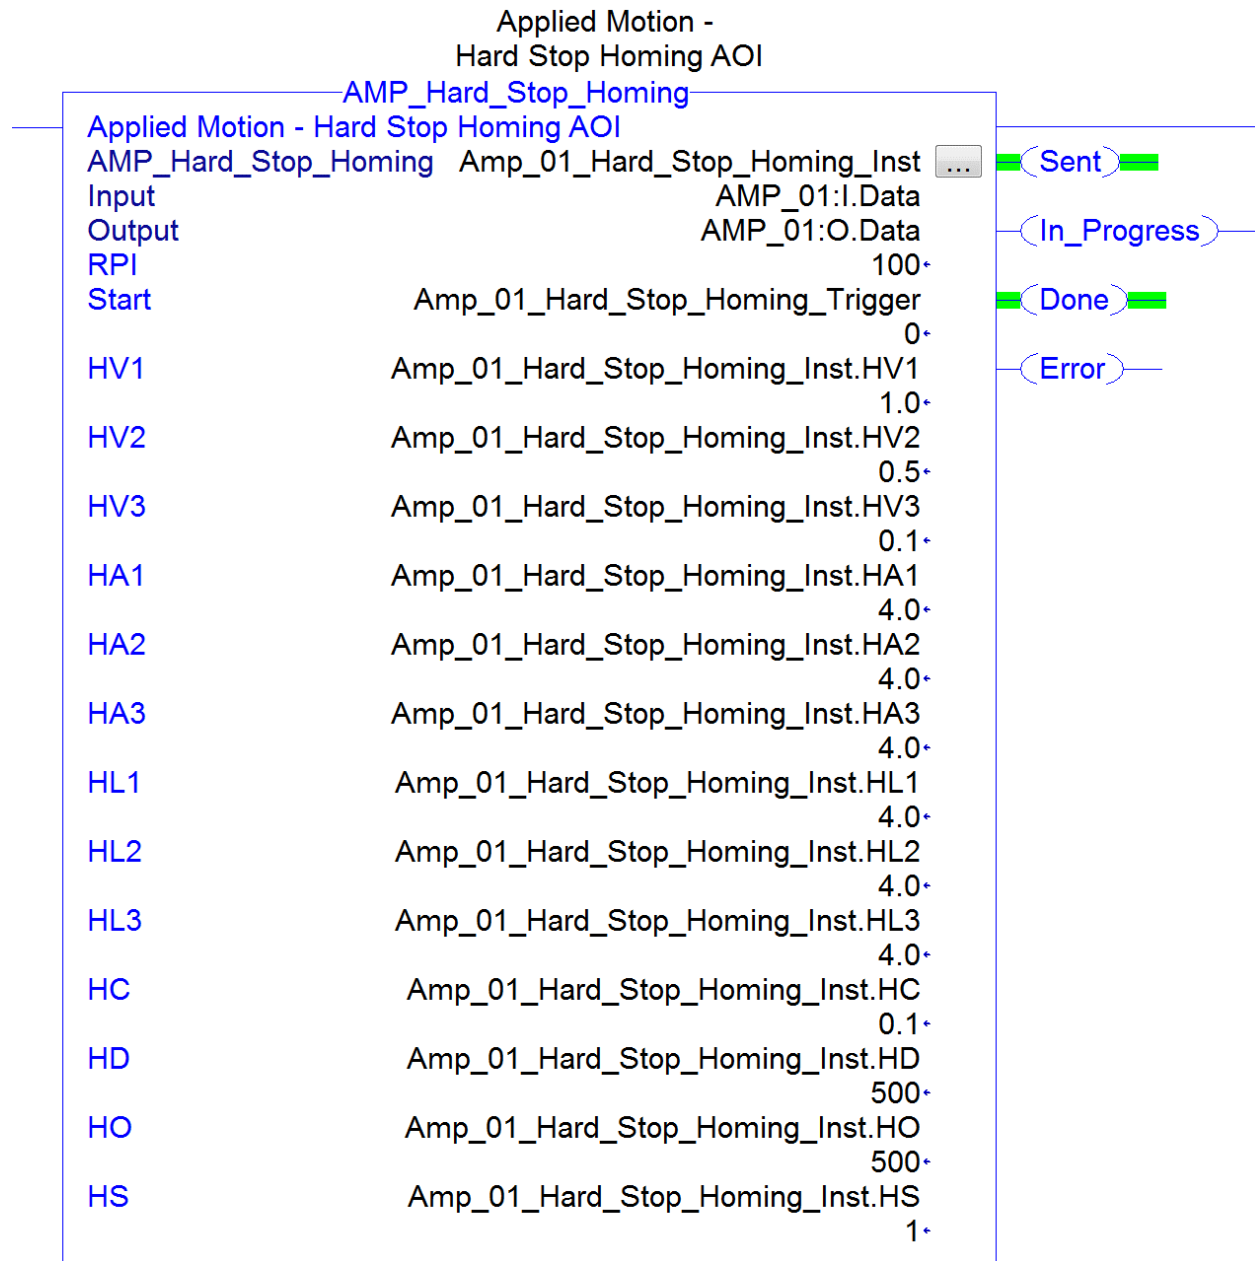 Applied Motion -
Hard Stop Homing AOI
AMP_Hard_Stop_Homing
Applied Motion - Hard Stop Homing AOI
AMP_Hard_Stop_Homing Amp_01_Hard_Stop_Homing_Inst ... Sent
Input AMP_01:I.Data
Output AMP_01:O.Data In_Progress
RPI 100
Start Amp_01_Hard_Stop_Homing_Trigger Done
0
HV1 Amp_01_Hard_Stop_Homing_Inst.HV1 Error
1.0
HV2 Amp_01_Hard_Stop_Homing_Inst.HV2
0.5
HV3 Amp_01_Hard_Stop_Homing_Inst.HV3
0.1
HA1 Amp_01_Hard_Stop_Homing_Inst.HA1
4.0
HA2 Amp_01_Hard_Stop_Homing_Inst.HA2
4.0
HA3 Amp_01_Hard_Stop_Homing_Inst.HA3
4.0
HL1 Amp_01_Hard_Stop_Homing_Inst.HL1
4.0
HL2 Amp_01_Hard_Stop_Homing_Inst.HL2
4.0
HL3 Amp_01_Hard_Stop_Homing_Inst.HL3
4.0
HC Amp_01_Hard_Stop_Homing_Inst.HC
0.1
HD Amp_01_Hard_Stop_Homing_Inst.HD
500
HO Amp_01_Hard_Stop_Homing_Inst.HO
500
HS Amp_01_Hard_Stop_Homing_Inst.HS
1